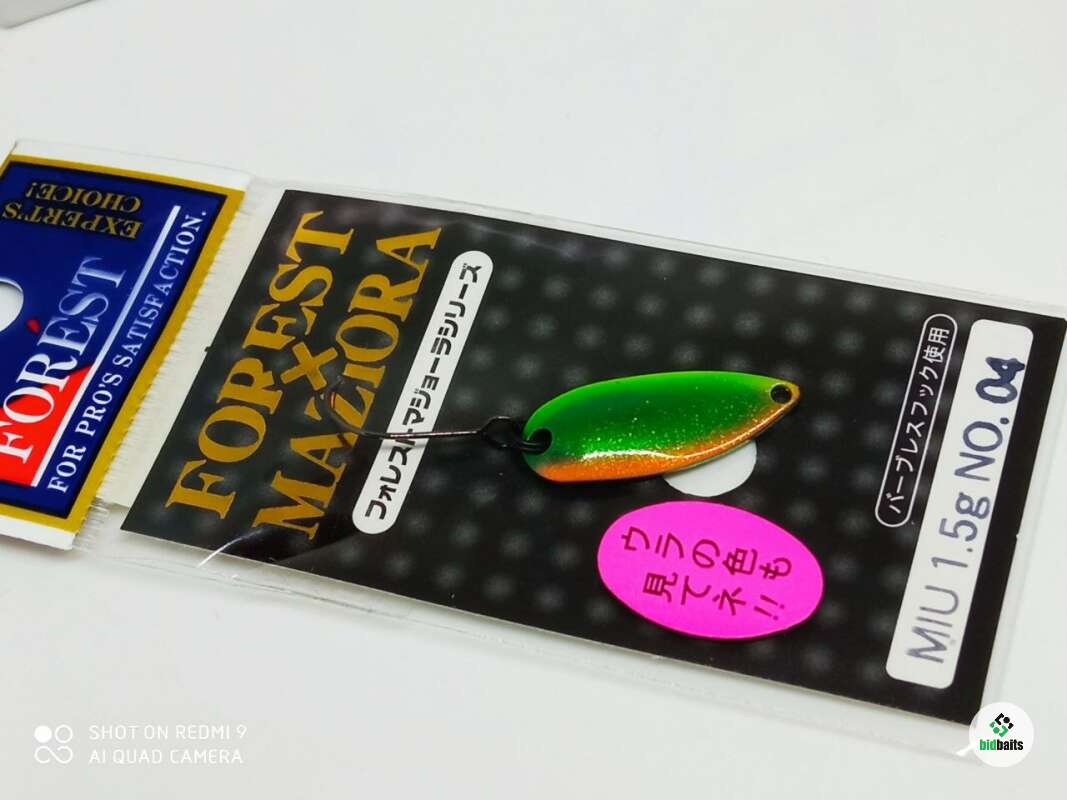 EXPERT'S
CHOICE!
FOREST
FOR PRO'S SATISFACTION.
FOREST
×
MAZIORA
フォレストマジョーラシリーズ
ウラの色も
見てネ!!
バーブレスフック使用
MIU 1.5g NO. 04
SHOT ON REDMI 9
AI QUAD CAMERA
bidbaits